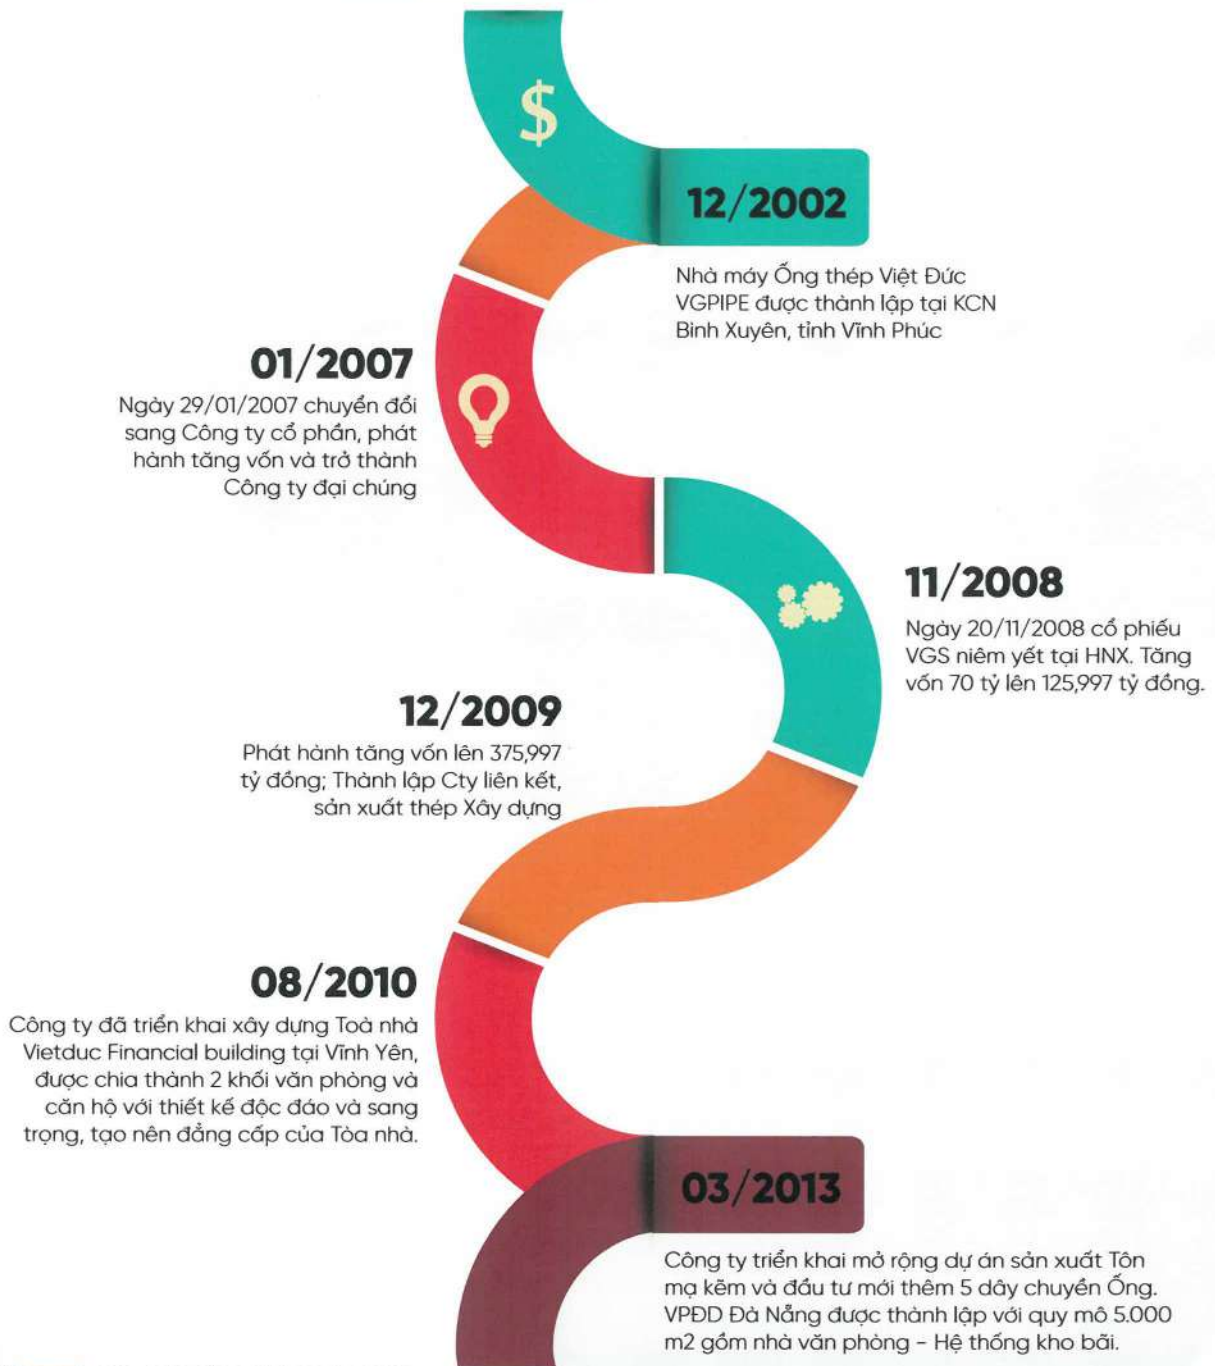 $
12/2002
Nhà máy Ống thép Việt Đức
VGPIPE được thành lập tại KCN
Bình Xuyên, tỉnh Vĩnh Phúc
01/2007
Ngày 29/01/2007 chuyển đổi
sang Công ty cổ phần, phát
hành tăng vốn và trở thành
Công ty đại chúng
11/2008
Ngày 20/11/2008 cổ phiếu
VGS niêm yết tại HNX. Tăng
vốn 70 tỷ lên 125,997 tỷ đồng.
12/2009
Phát hành tăng vốn lên 375,997
tỷ đồng; Thành lập Cty liên kết,
sản xuất thép Xây dựng
08/2010
Công ty đã triển khai xây dựng Toà nhà
Vietduc Financial building tại Vĩnh Yên,
được chia thành 2 khối văn phòng và
căn hộ với thiết kế độc đáo và sang
trọng, tạo nên đẳng cấp của Tòa nhà.
03/2013
Công ty triển khai mở rộng dự án sản xuất Tôn
mạ kẽm và đầu tư mới thêm 5 dây chuyền Ống.
VPĐD Đà Nẵng được thành lập với quy mô 5.000
m2 gồm nhà văn phòng – Hệ thống kho bãi.